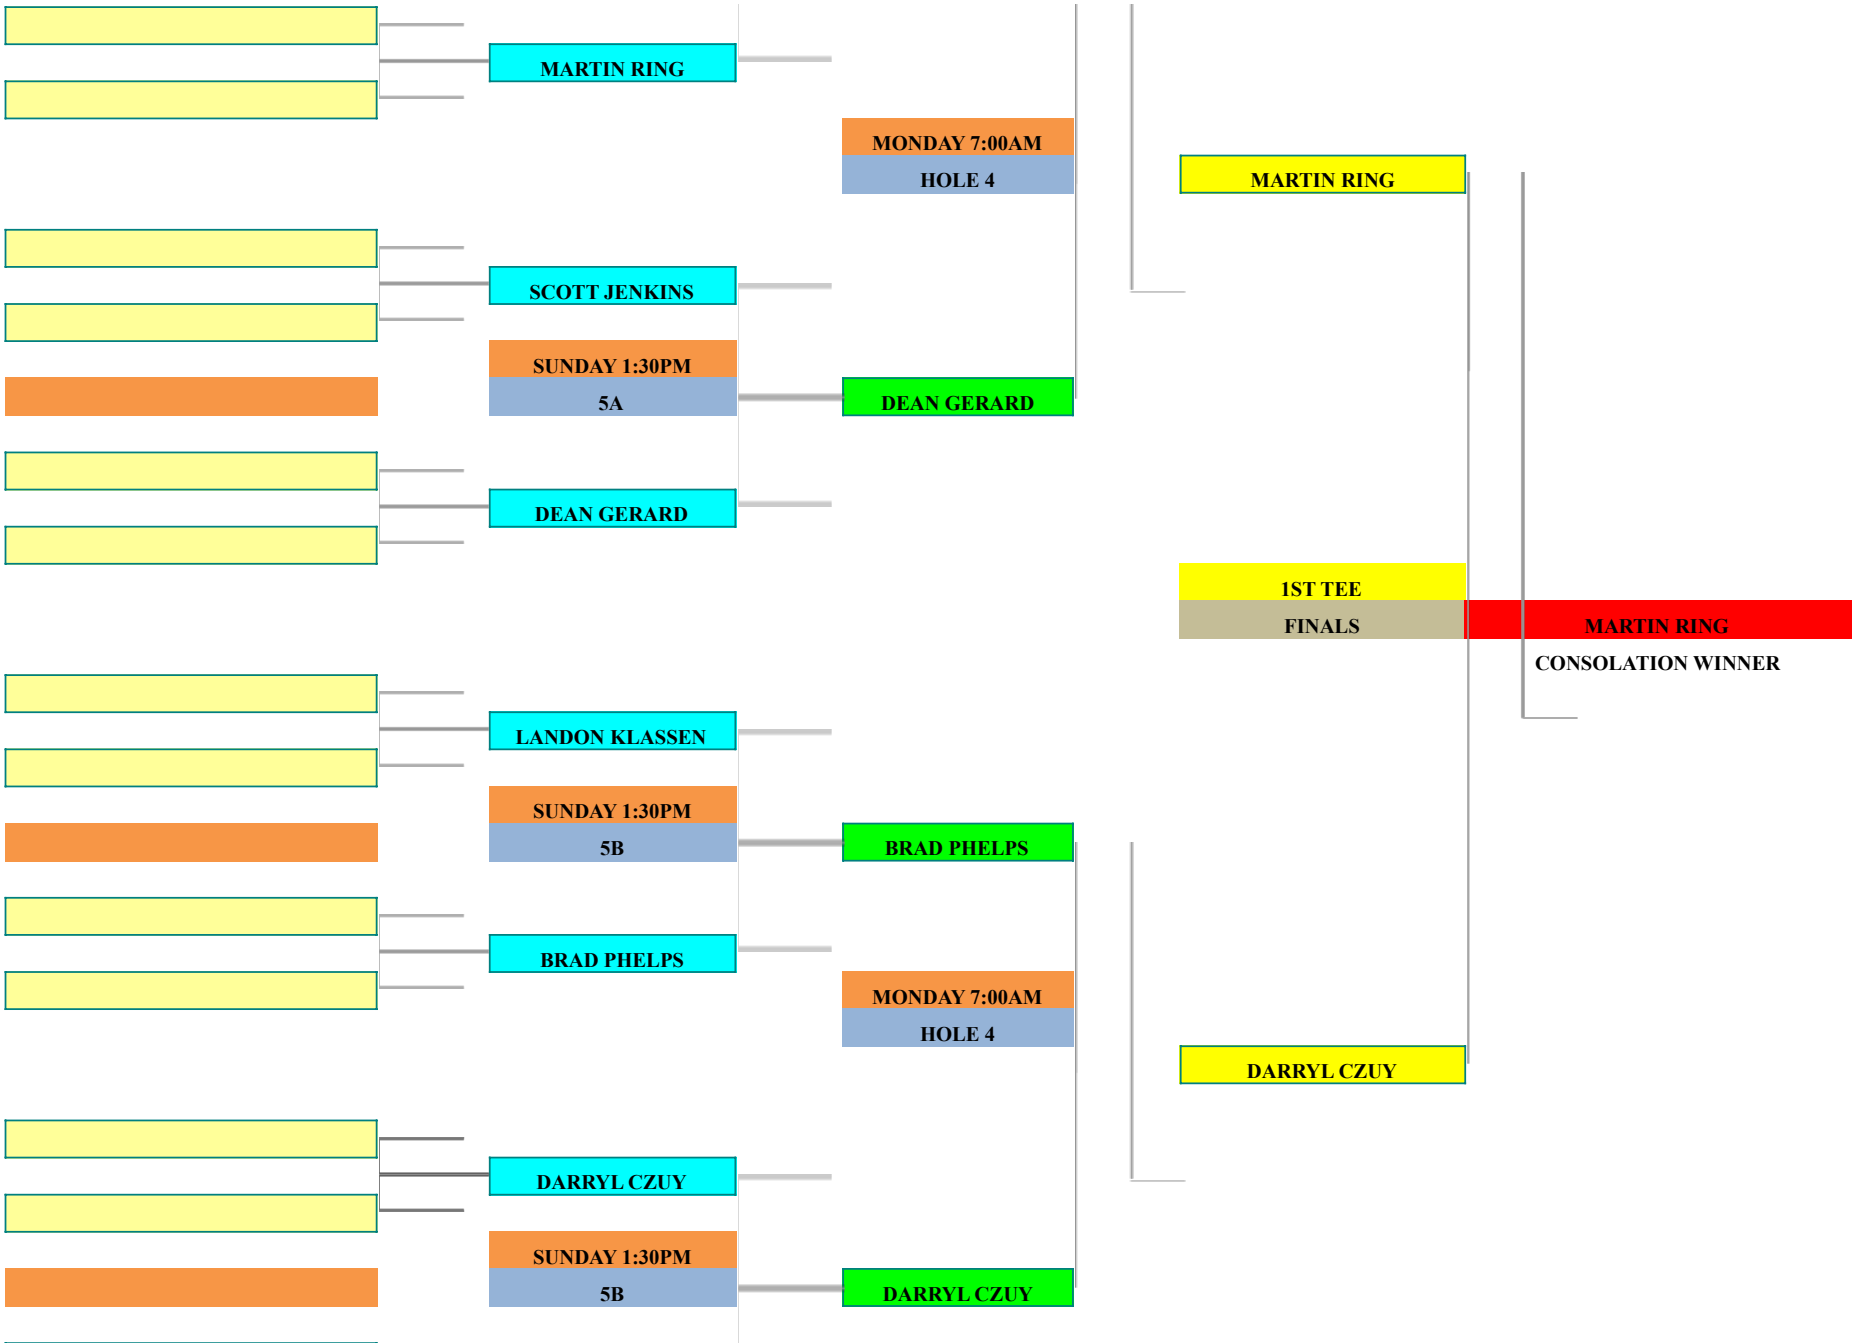 MARTIN RING
MONDAY 7:00AM
HOLE 4
MARTIN RING
SCOTT JENKINS
SUNDAY 1:30PM
5A
DEAN GERARD
DEAN GERARD
1ST TEE
FINALS
MARTIN RING
CONSOLATION WINNER
LANDON KLASSEN
SUNDAY 1:30PM
5B
BRAD PHELPS
BRAD PHELPS
MONDAY 7:00AM
HOLE 4
DARRYL CZUY
DARRYL CZUY
SUNDAY 1:30PM
5B
DARRYL CZUY